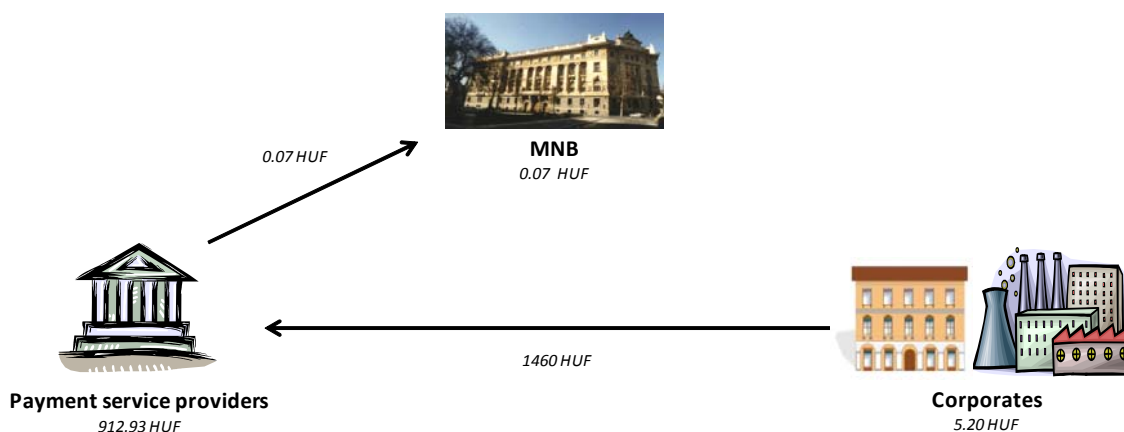 0.07 HUF
MNB
0.07 HUF
1460 HUF
Payment service providers
912.93 HUF
Corporates
5.20 HUF